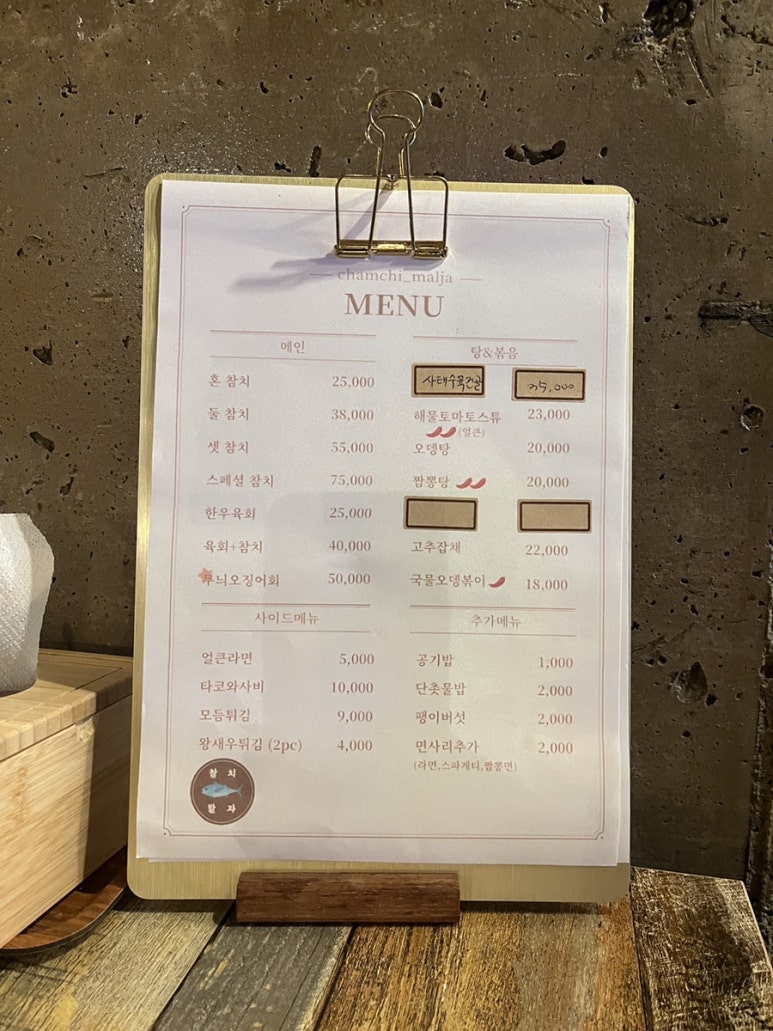 chamchi_malja
MENU
메인
혼 참치 25,000
둘 참치 38,000
셋 참치 55,000
스페셜 참치 75,000
한우육회 25,000
육회+참치 40,000
무늬오징어회 50,000
사이드메뉴
얼큰라면 5,000
타코와사비 10,000
모듬튀김 9,000
왕새우튀김 (2pc) 4,000
탕&볶음
사태수육전골 35,000
해물토마토스튜 23,000
(얼큰)
오뎅탕 20,000
짬뽕탕 20,000
고추잡채 22,000
국물오뎅볶이 18,000
추가메뉴
공기밥 1,000
단촛물밥 2,000
팽이버섯 2,000
면사리추가 2,000
(라면,스파게티,짬뽕면)
참치
말자